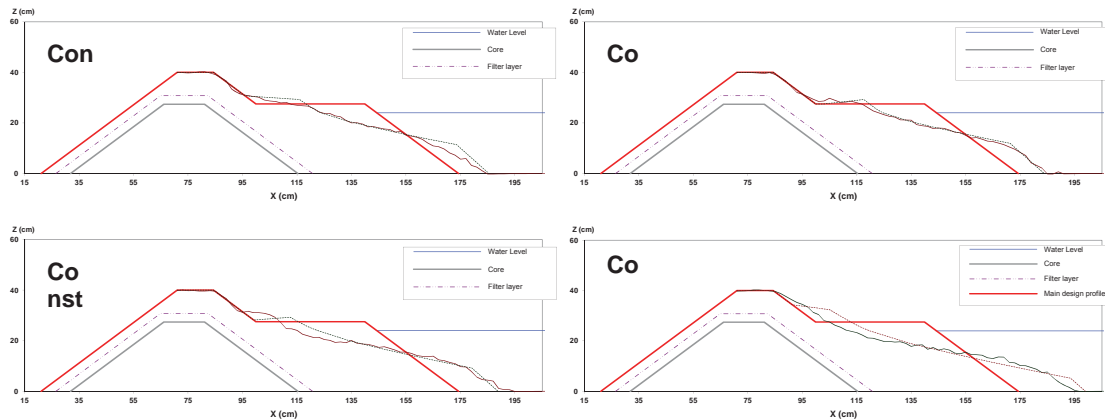 Z (cm)
60
40
20
0
Con
Water Level
Core
Filter layer
15 35 55 75 95 115 135 155 175 195
X (cm)
Z (cm)
60
40
20
0
Co
Water Level
Core
Filter layer
15 35 55 75 95 115 135 155 175 195
X (cm)
Z (cm)
60
40
20
0
Co
nst
Water Level
Core
Filter layer
15 35 55 75 95 115 135 155 175 195
X (cm)
Z (cm)
60
40
20
0
Co
Water Level
Core
Filter layer
Main design profile
15 35 55 75 95 115 135 155 175 195
X (cm)